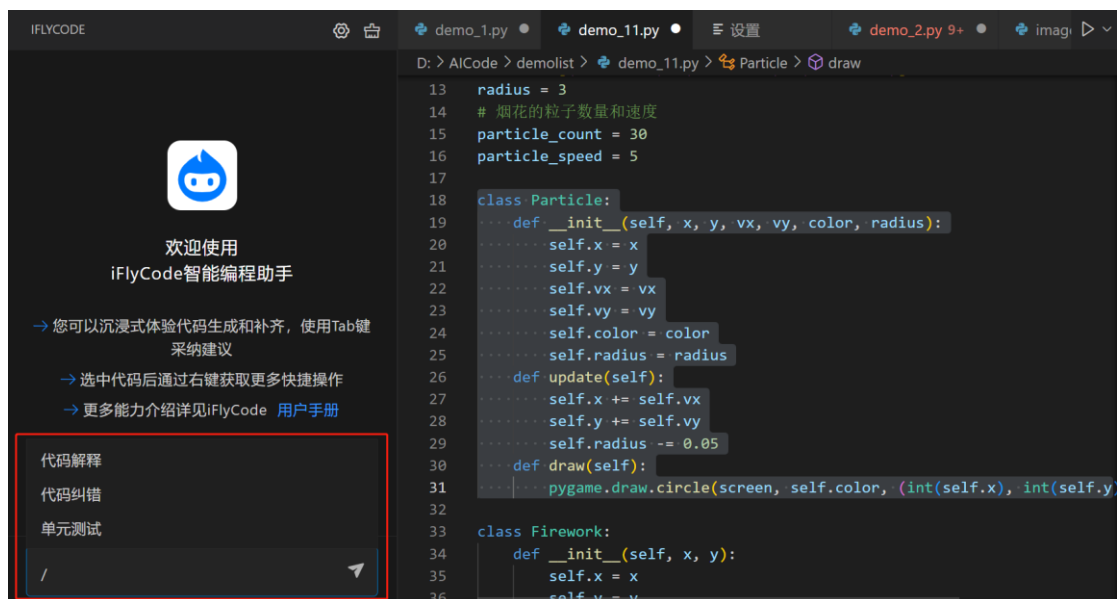 IFLYCODE
欢迎使用
iFlyCode智能编程助手
→ 您可以沉浸式体验代码生成和补齐，使用Tab键
采纳建议
→ 选中代码后通过右键获取更多快捷操作
→ 更多能力介绍详见iFlyCode 用户手册
代码解释
代码纠错
单元测试
/
demo_1.py demo_11.py 设置 demo_2.py 9+
D: > AICode > demolist > demo_11.py > Particle > draw
13 radius = 3
14 # 烟花的粒子数量和速度
15 particle_count = 30
16 particle_speed = 5
17
18 class Particle:
19 def __init__(self, x, y, vx, vy, color, radius):
20 self.x = x
21 self.y = y
22 self.vx = vx
23 self.vy = vy
24 self.color = color
25 self.radius = radius
26 def update(self):
27 self.x += self.vx
28 self.y += self.vy
29 self.radius -= 0.05
30 def draw(self):
31 pygame.draw.circle(screen, self.color, (int(self.x), int(self.y)
32
33 class Firework:
34 def __init__(self, x, y):
35 self.x = x
36 self.y = y